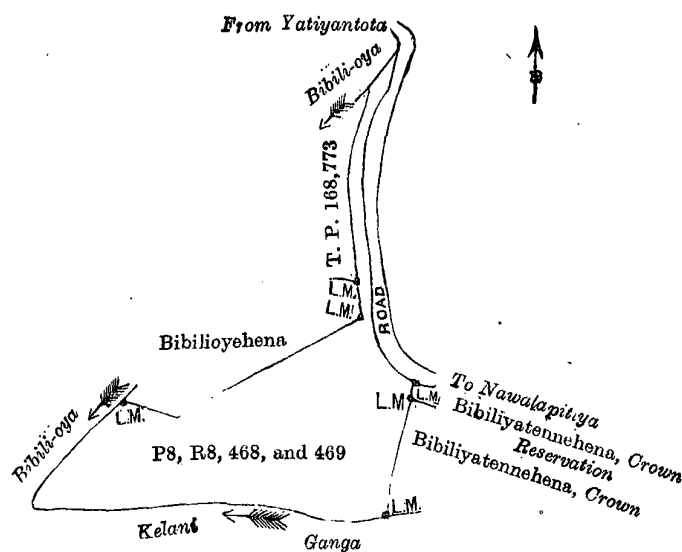 From Yatiyantota
Bibili-oya
T. P. 168,773
L.M.
L.M.
ROAD
Bibilioyehena
To Nawalapitiya
L.M.
L.M
Bibiliyatennehena, Crown
Reservation
Bibiliyatennehena, Crown
Bibili-oya
L.M.
P8, R8, 468, and 469
L.M.
Kelani
Ganga